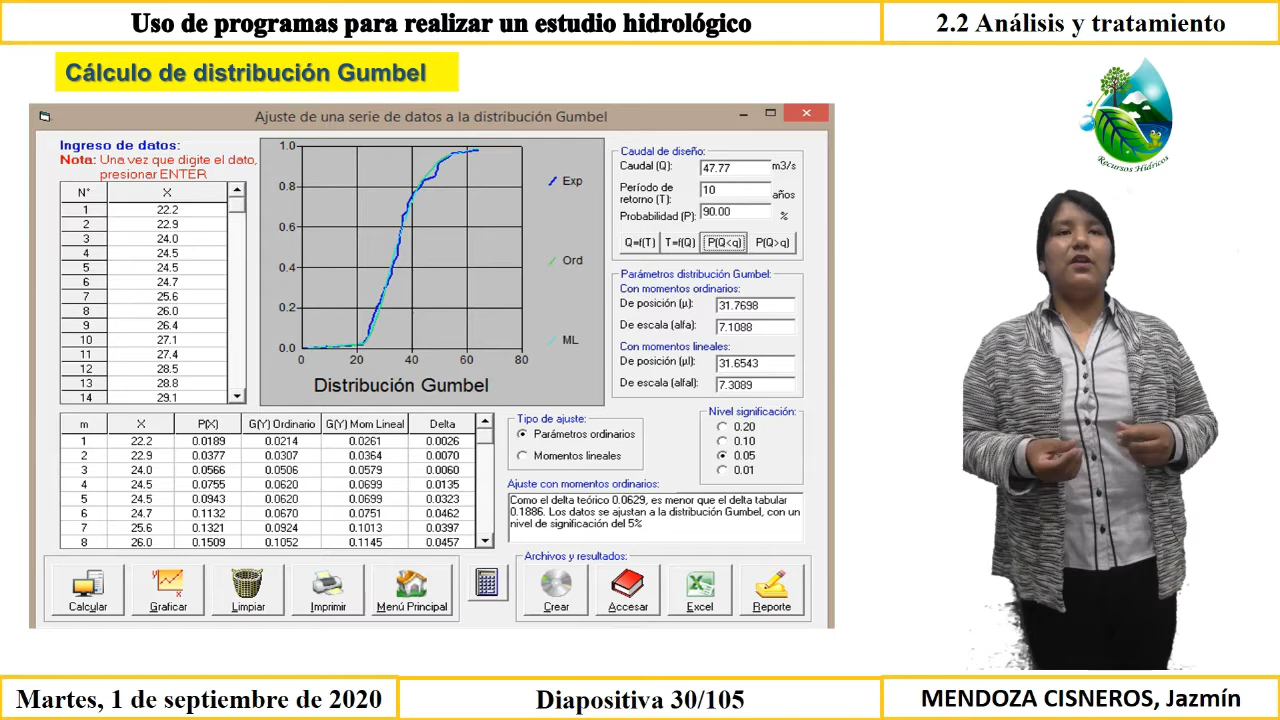 Uso de programas para realizar un estudio hidrológico
2.2 Análisis y tratamiento
Cálculo de distribución Gumbel
Recursos Hídricos
Ajuste de una serie de datos a la distribución Gumbel
Ingreso de datos:
Nota: Una vez que digite el dato,
presionar ENTER
N° X
1 22.2
2 22.9
3 24.0
4 24.5
5 24.5
6 24.7
7 25.6
8 26.0
9 26.4
10 27.1
11 27.4
12 28.5
13 28.8
14 29.1
1.0
0.8
0.6
0.4
0.2
0.0
0 20 40 60 80
Exp
Ord
ML
Distribución Gumbel
Caudal de diseño:
Caudal (Q): 47.77 m3/s
Período de
retorno (T): 10 años
Probabilidad (P): 90.00 %
Q=f(T) T=f(Q) P(Q<q) P(Q>q)
Parámetros distribución Gumbel:
Con momentos ordinarios:
De posición (µ): 31.7698
De escala (alfa): 7.1088
Con momentos lineales:
De posición (µl): 31.6543
De escala (alfal): 7.3089
m X P(X) G(Y) Ordinario G(Y) Mom Lineal Delta
1 22.2 0.0189 0.0214 0.0261 0.0026
2 22.9 0.0377 0.0307 0.0364 0.0070
3 24.0 0.0566 0.0506 0.0579 0.0060
4 24.5 0.0755 0.0620 0.0699 0.0135
5 24.5 0.0943 0.0620 0.0699 0.0323
6 24.7 0.1132 0.0670 0.0751 0.0462
7 25.6 0.1321 0.0924 0.1013 0.0397
8 26.0 0.1509 0.1052 0.1145 0.0457
Tipo de ajuste:
Parámetros ordinarios
Momentos lineales
Nivel significación:
0.20
0.10
0.05
0.01
Ajuste con momentos ordinarios:
Como el delta teórico 0.0629, es menor que el delta tabular
0.1886. Los datos se ajustan a la distribución Gumbel, con un
nivel de significación del 5%
Archivos y resultados:
Calcular Graficar Limpiar Imprimir Menú Principal Crear Accesar Excel Reporte
Martes, 1 de septiembre de 2020
Diapositiva 30/105
MENDOZA CISNEROS, Jazmín